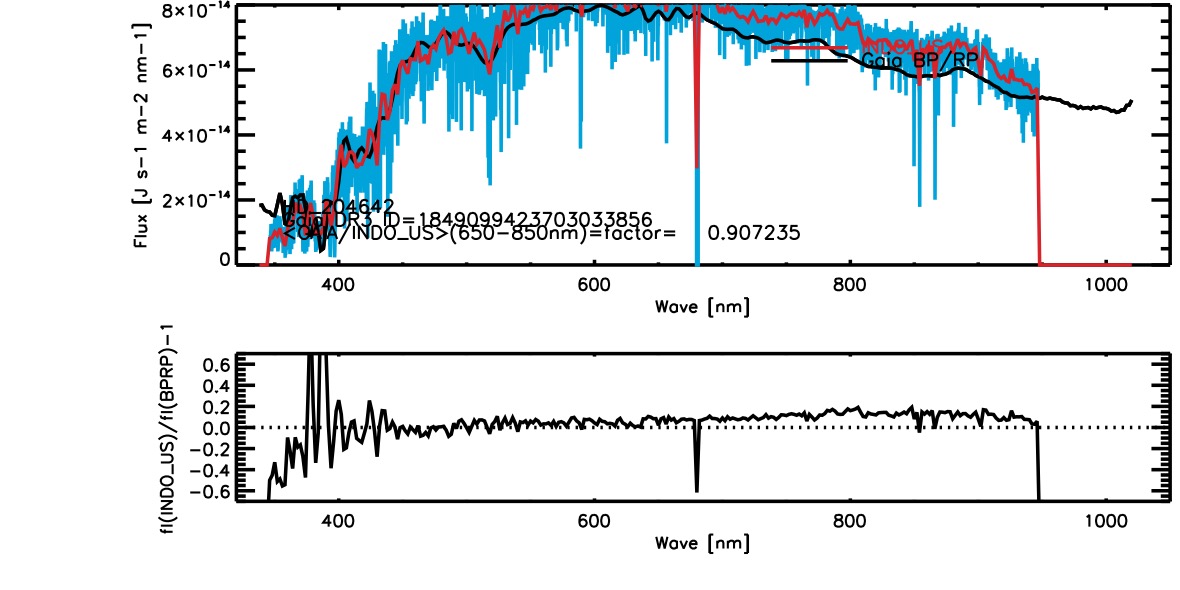 8×10−14
6×10−14
4×10−14
2×10−14
0
Flux [J s−1 m−2 nm−1]
Gaia BP/RP
HD_204642
Gaia DR3 ID=1849099423703033856
<GAIA/INDO_US>(650−850nm)=factor= 0.907235
400 600 800 1000
Wave [nm]
0.6
0.4
0.2
0.0
−0.2
−0.4
−0.6
fl(INDO_US)/fl(BPRP)−1
400 600 800 1000
Wave [nm]